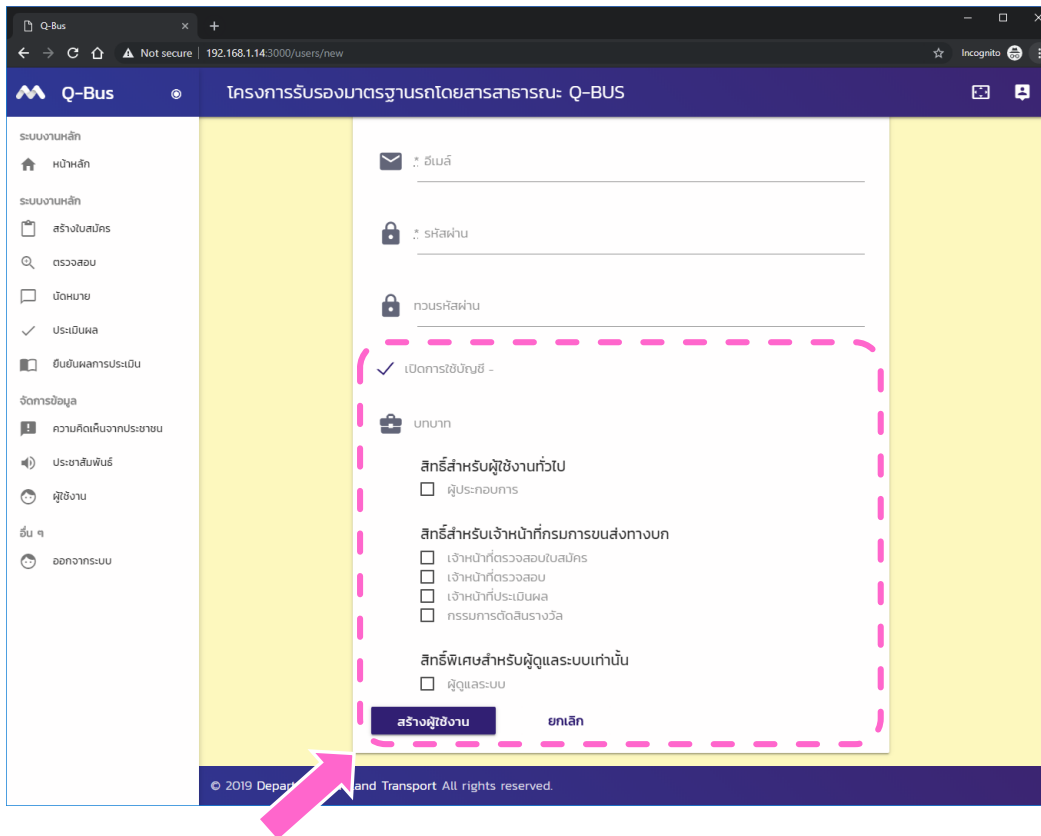 Q-Bus
Not secure 192.168.1.14:3000/users/new Incognito
Q-Bus โครงการรับรองมาตรฐานรถโดยสารสาธารณะ Q-BUS
ระบบงานหลัก
หน้าหลัก
ระบบงานหลัก
สร้างใบสมัคร
ตรวจสอบ
นัดหมาย
ประเมินผล
ยืนยันผลการประเมิน
จัดการข้อมูล
ความคิดเห็นจากประชาชน
ประชาสัมพันธ์
ผู้ใช้งาน
อื่น ๆ
ออกจากระบบ
* อีเมล์
* รหัสผ่าน
ทวนรหัสผ่าน
เปิดการใช้บัญชี -
บทบาท
สิทธิ์สำหรับผู้ใช้งานทั่วไป
ผู้ประกอบการ
สิทธิ์สำหรับเจ้าหน้าที่กรมการขนส่งทางบก
เจ้าหน้าที่ตรวจสอบใบสมัคร
เจ้าหน้าที่ตรวจสอบ
เจ้าหน้าที่ประเมินผล
กรรมการตัดสินรางวัล
สิทธิ์พิเศษสำหรับผู้ดูแลระบบเท่านั้น
ผู้ดูแลระบบ
สร้างผู้ใช้งาน ยกเลิก
© 2019 and Transport All rights reserved.